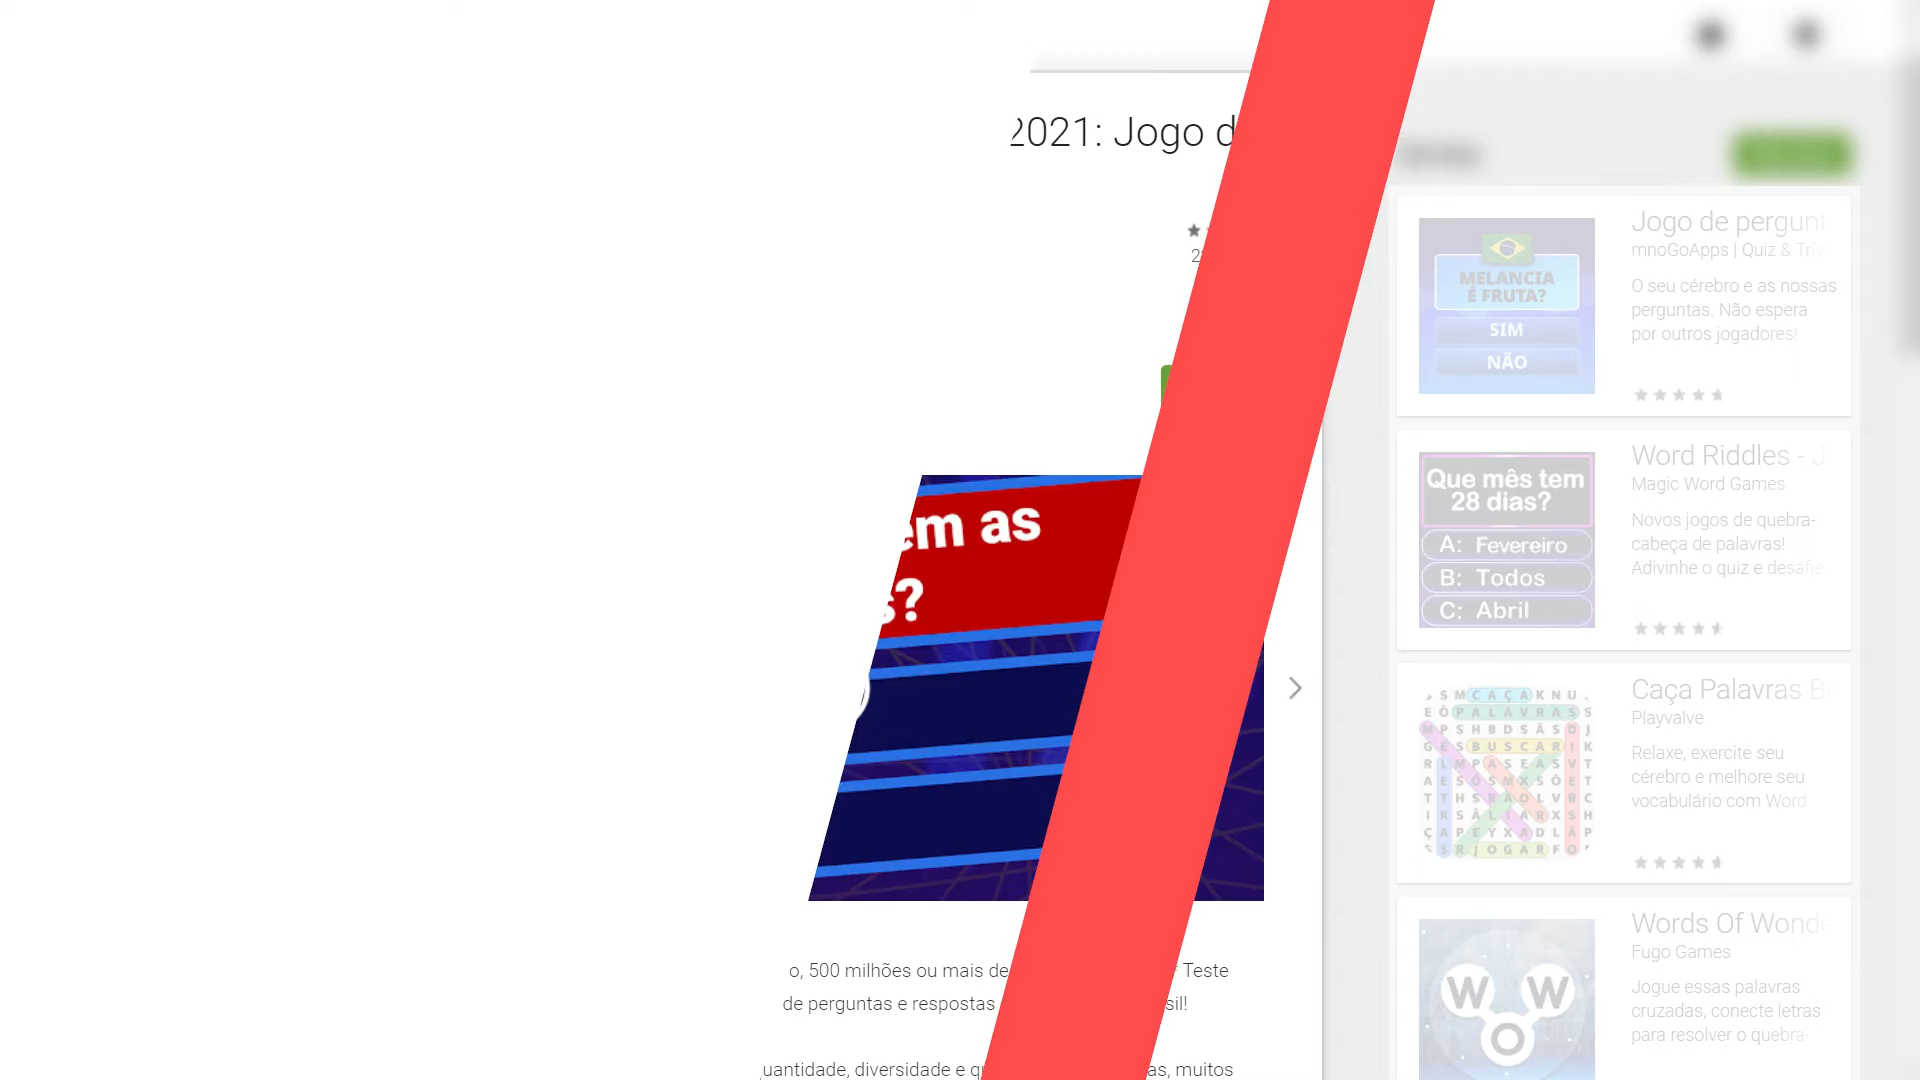 2021: Jogo d
em as
s?
o, 500 milhões ou mais de Teste
de perguntas e respostas sil!
uantidade, diversidade e q as, muitos
Jogo de pergunt
mnoGoApps | Quiz & Triv
O seu cérebro e as nossas
perguntas. Não espera
por outros jogadores!
MELANCIA
É FRUTA?
SIM
NÃO
Word Riddles - J
Magic Word Games
Novos jogos de quebra-
cabeça de palavras!
Adivinhe o quiz e desafie
Que mês tem
28 dias?
A: Fevereiro
B: Todos
C: Abril
Caça Palavras Br
Playvalve
Relaxe, exercite seu
cérebro e melhore seu
vocabulário com Word
Words Of Wonde
Fugo Games
Jogue essas palavras
cruzadas, conecte letras
para resolver o quebra-
W W
O